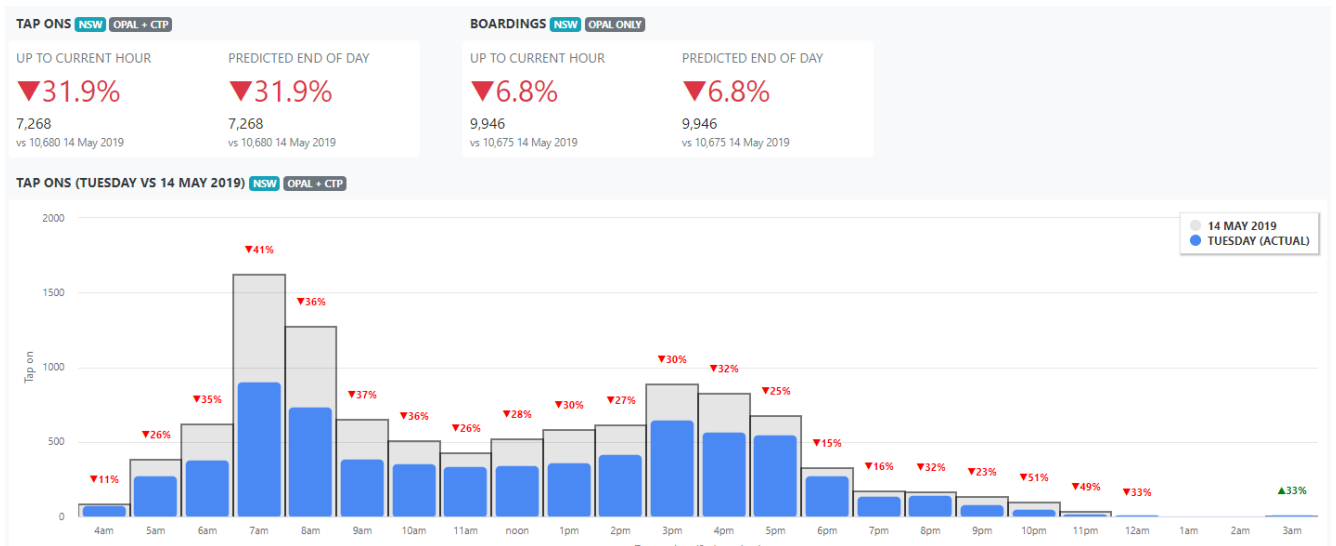 TAP ONS NSW OPAL + CTP
BOARDINGS NSW OPAL ONLY
UP TO CURRENT HOUR
PREDICTED END OF DAY
UP TO CURRENT HOUR
PREDICTED END OF DAY
▼31.9%
▼31.9%
▼6.8%
▼6.8%
7,268
7,268
9,946
9,946
vs 10,680 14 May 2019
vs 10,680 14 May 2019
vs 10,675 14 May 2019
vs 10,675 14 May 2019
TAP ONS (TUESDAY VS 14 MAY 2019) NSW OPAL + CTP
14 MAY 2019
TUESDAY (ACTUAL)
Tap on
2000
1500
1000
500
0
▼11%
▼26%
▼35%
▼41%
▼36%
▼37%
▼36%
▼26%
▼28%
▼30%
▼27%
▼30%
▼32%
▼25%
▼15%
▼16%
▼32%
▼23%
▼51%
▼49%
▼33%
▲33%
4am 5am 6am 7am 8am 9am 10am 11am noon 1pm 2pm 3pm 4pm 5pm 6pm 7pm 8pm 9pm 10pm 11pm 12am 1am 2am 3am